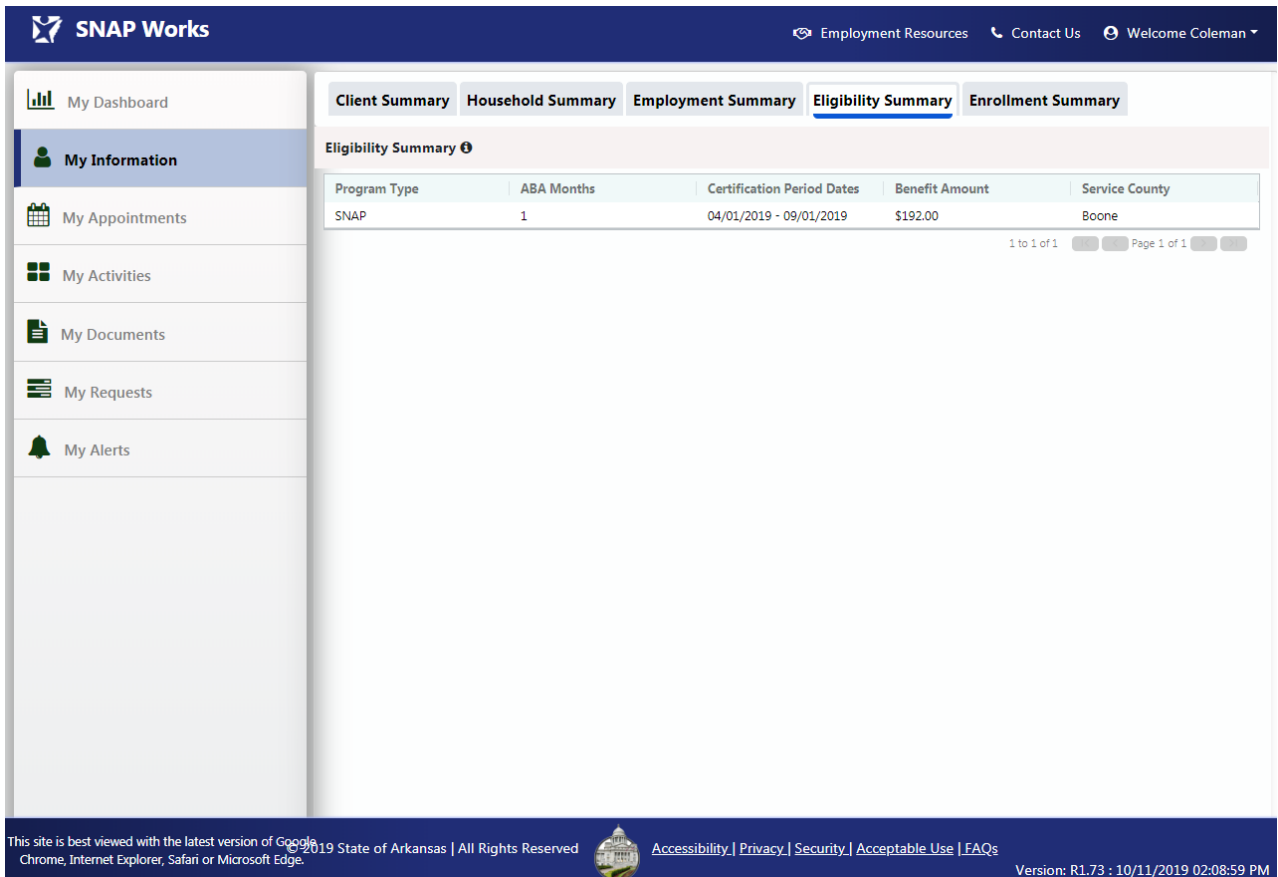 SNAP Works
Employment Resources Contact Us Welcome Coleman
My Dashboard
My Information
My Appointments
My Activities
My Documents
My Requests
My Alerts
Client Summary Household Summary Employment Summary Eligibility Summary Enrollment Summary
Eligibility Summary
Program Type ABA Months Certification Period Dates Benefit Amount Service County
SNAP 1 04/01/2019 - 09/01/2019 $192.00 Boone
1 to 1 of 1 Page 1 of 1
This site is best viewed with the latest version of Google
Chrome, Internet Explorer, Safari or Microsoft Edge.
© 2019 State of Arkansas | All Rights Reserved
Accessibility | Privacy | Security | Acceptable Use | FAQs
Version: R1.73 : 10/11/2019 02:08:59 PM